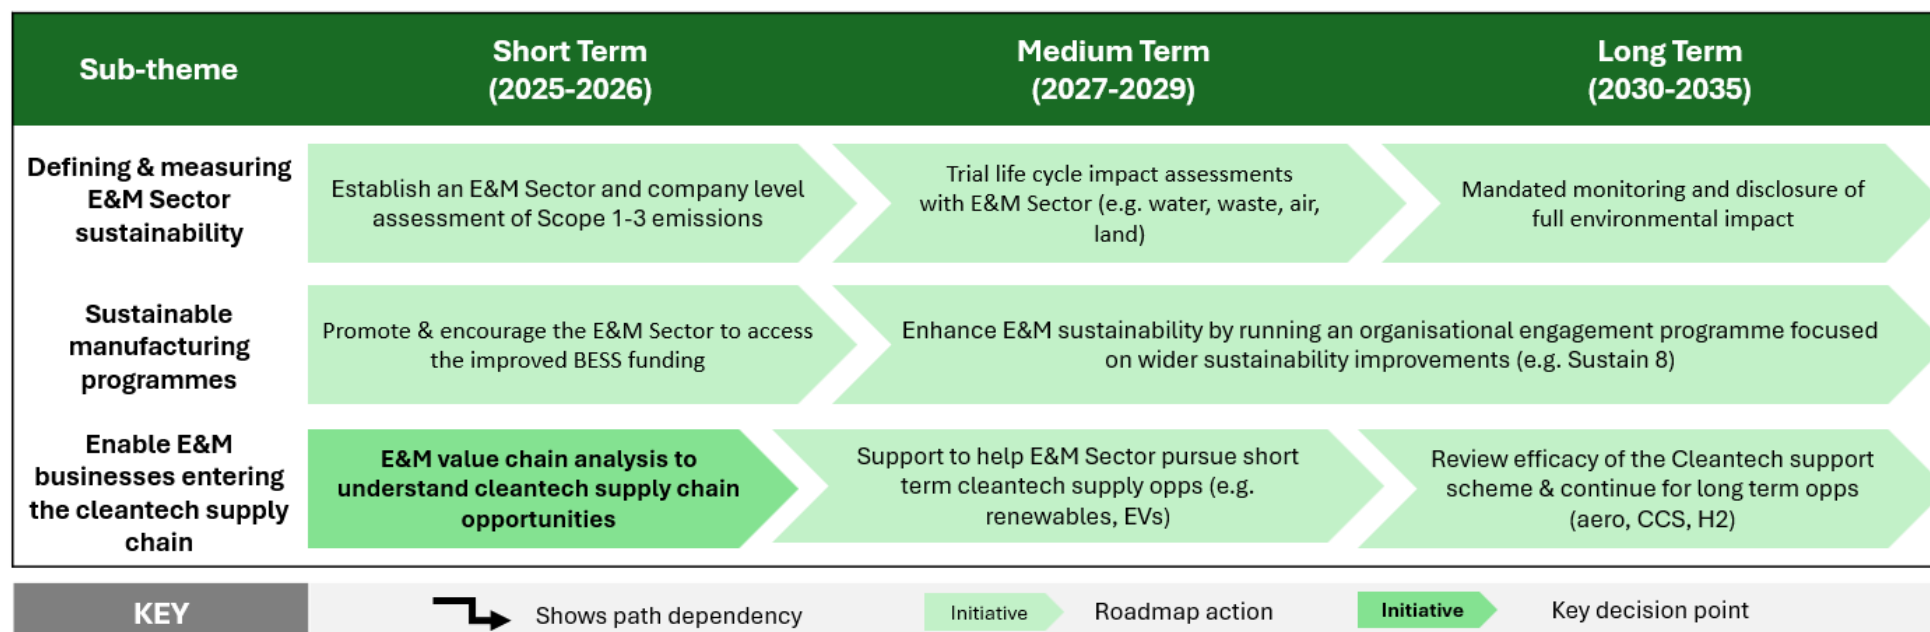 Sub-theme
Short Term
(2025-2026)
Medium Term
(2027-2029)
Long Term
(2030-2035)
Defining & measuring
E&M Sector
sustainability
Establish an E&M Sector and company level
assessment of Scope 1-3 emissions
Trial life cycle impact assessments
with E&M Sector (e.g. water, waste, air,
land)
Mandated monitoring and disclosure of
full environmental impact
Sustainable
manufacturing
programmes
Promote & encourage the E&M Sector to access
the improved BESS funding
Enhance E&M sustainability by running an organisational engagement programme focused
on wider sustainability improvements (e.g. Sustain 8)
Enable E&M
businesses entering
the cleantech supply
chain
E&M value chain analysis to
understand cleantech supply chain
opportunities
Support to help E&M Sector pursue short
term cleantech supply opps (e.g.
renewables, EVs)
Review efficacy of the Cleantech support
scheme & continue for long term opps
(aero, CCS, H2)
KEY
Shows path dependency
Initiative
Roadmap action
Initiative
Key decision point